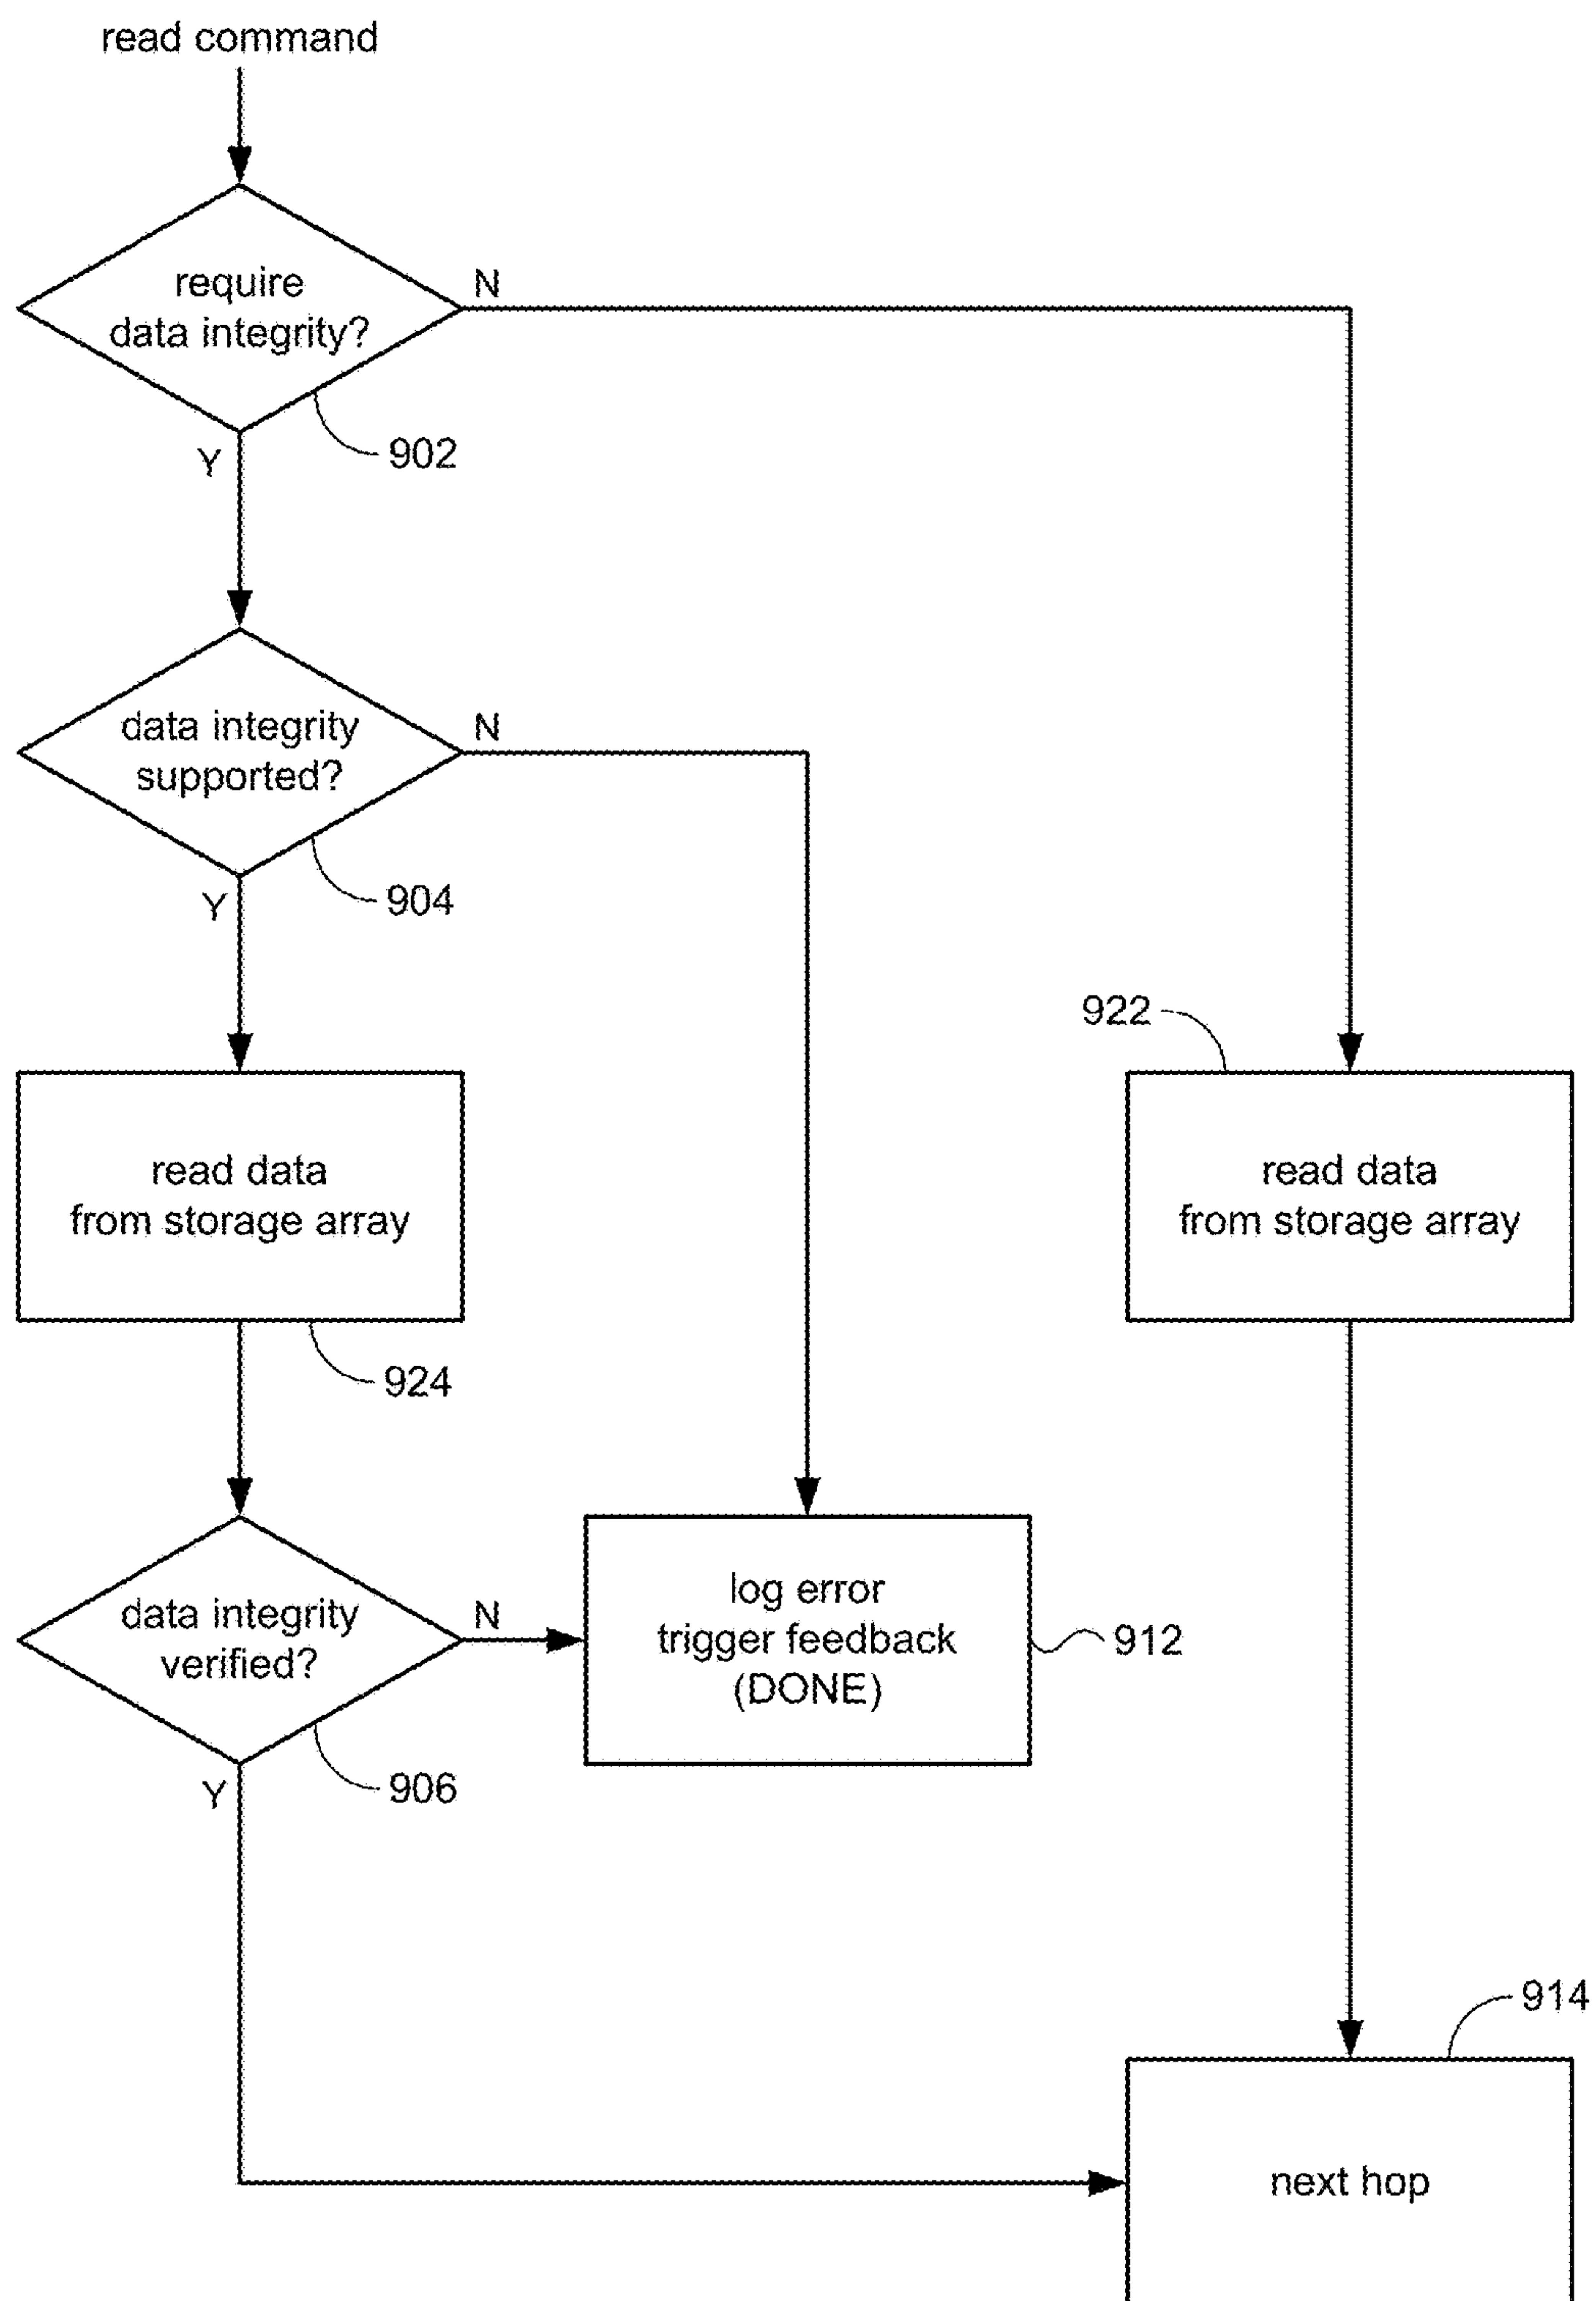 read command
require
data integrity?
N
902
Y
data integrity
supported?
N
904
Y
922
read data
from storage array
read data
from storage array
924
data integrity
verified?
N
log error
trigger feedback
(DONE)
912
906
Y
914
next hop